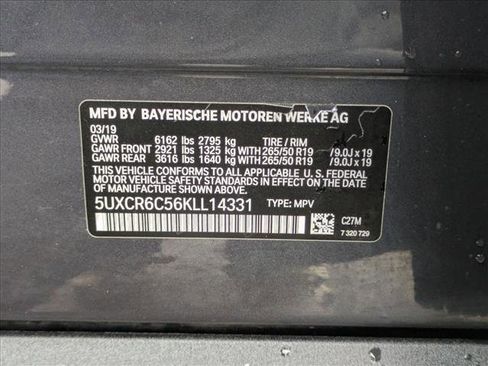 MFD BY BAYERISCHE MOTOREN WERKE AG
03/19
GVWR 6162 lbs 2795 kg TIRE / RIM
GAWR FRONT 2921 lbs 1325 kg WITH 265/50 R19 /9.0J x 19
GAWR REAR 3616 lbs 1640 kg WITH 265/50 R19 /9.0J x 19
THIS VEHICLE CONFORMS TO ALL APPLICABLE U. S. FEDERAL
MOTOR VEHICLE SAFETY STANDARDS IN EFFECT ON THE DATE
OF MANUFACTURE SHOWN ABOVE.
5UXCR6C56KLL14331 TYPE: MPV
C27M
7 320 729